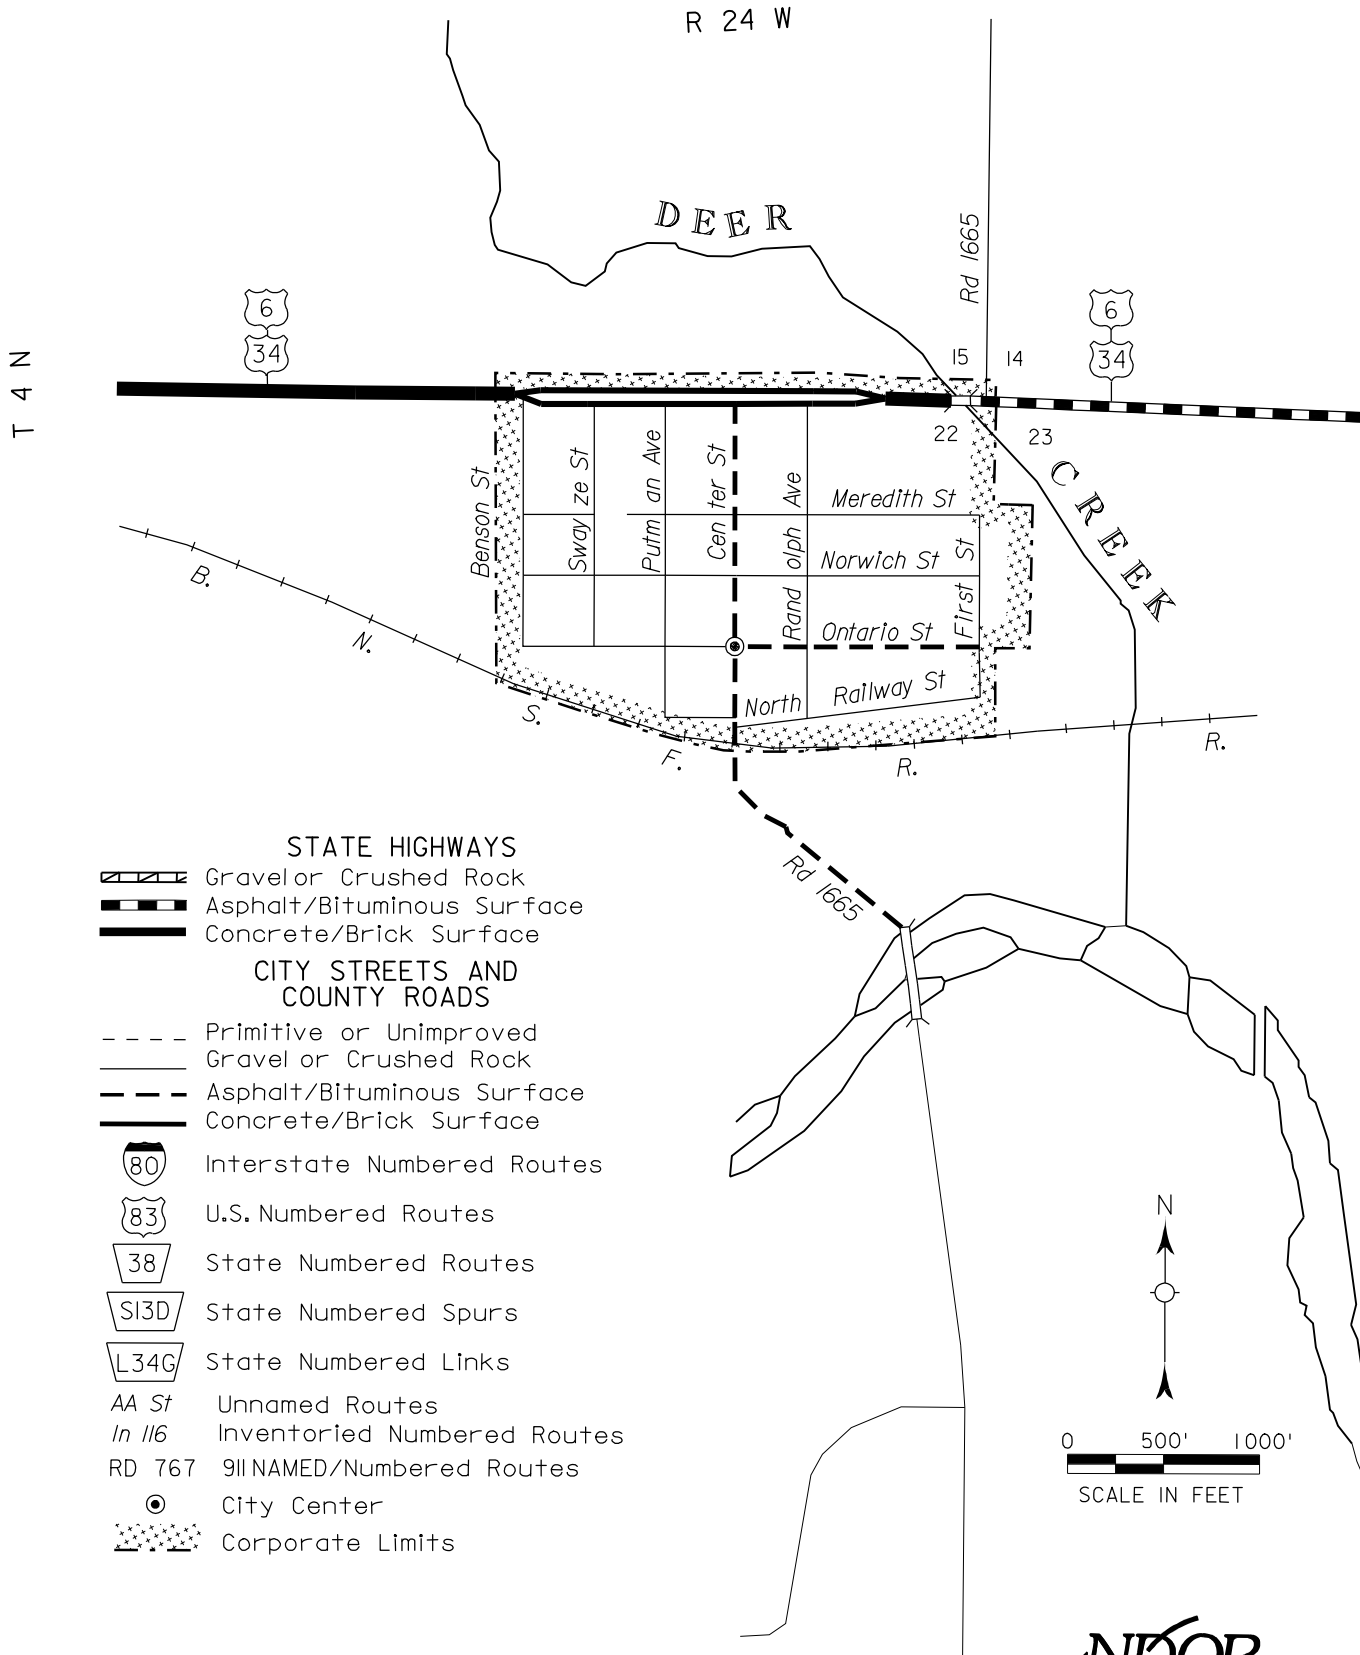 R 24 W
DEER
Rd 1665
6
34
6
34
15
14
T 4 N
22
23
CREEK
Benson St
Swayze St
Putman Ave
Center St
Randolph Ave
Meredith St
Norwich St
First St
Ontario St
North Railway St
B. N. S. F. R. R.
Rd 1665
STATE HIGHWAYS
Gravel or Crushed Rock
Asphalt/Bituminous Surface
Concrete/Brick Surface
CITY STREETS AND
COUNTY ROADS
Primitive or Unimproved
Gravel or Crushed Rock
Asphalt/Bituminous Surface
Concrete/Brick Surface
80 Interstate Numbered Routes
83 U.S. Numbered Routes
38 State Numbered Routes
S13D State Numbered Spurs
L34G State Numbered Links
AA St Unnamed Routes
In 116 Inventoried Numbered Routes
RD 767 911 NAMED/Numbered Routes
City Center
Corporate Limits
N
0 500' 1000'
SCALE IN FEET
NDOR